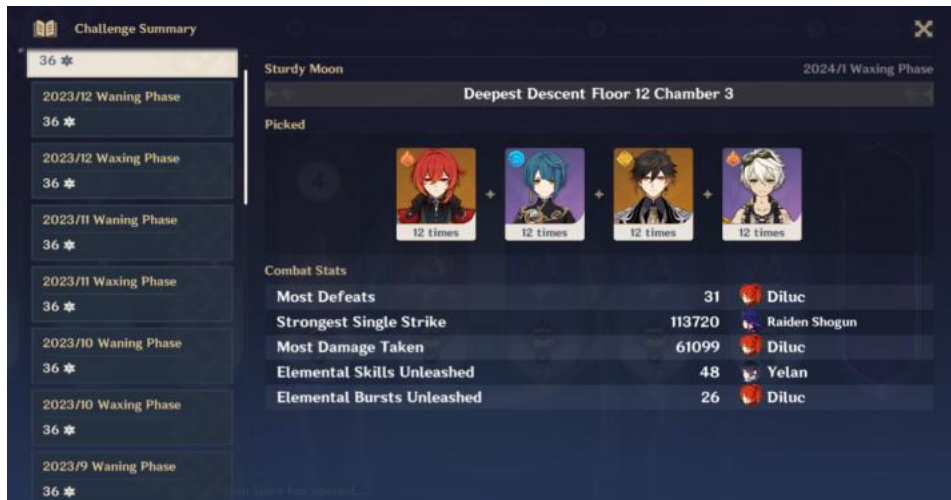 Challenge Summary
36
2023/12 Waning Phase
36
2023/12 Waxing Phase
36
2023/11 Waning Phase
36
2023/11 Waxing Phase
36
2023/10 Waning Phase
36
2023/10 Waxing Phase
36
2023/9 Waning Phase
36
Sturdy Moon 2024/1 Waxing Phase
Deepest Descent Floor 12 Chamber 3
Picked
12 times 12 times 12 times 12 times
Combat Stats
Most Defeats 31 Diluc
Strongest Single Strike 113720 Raiden Shogun
Most Damage Taken 61099 Diluc
Elemental Skills Unleashed 48 Yelan
Elemental Bursts Unleashed 26 Diluc